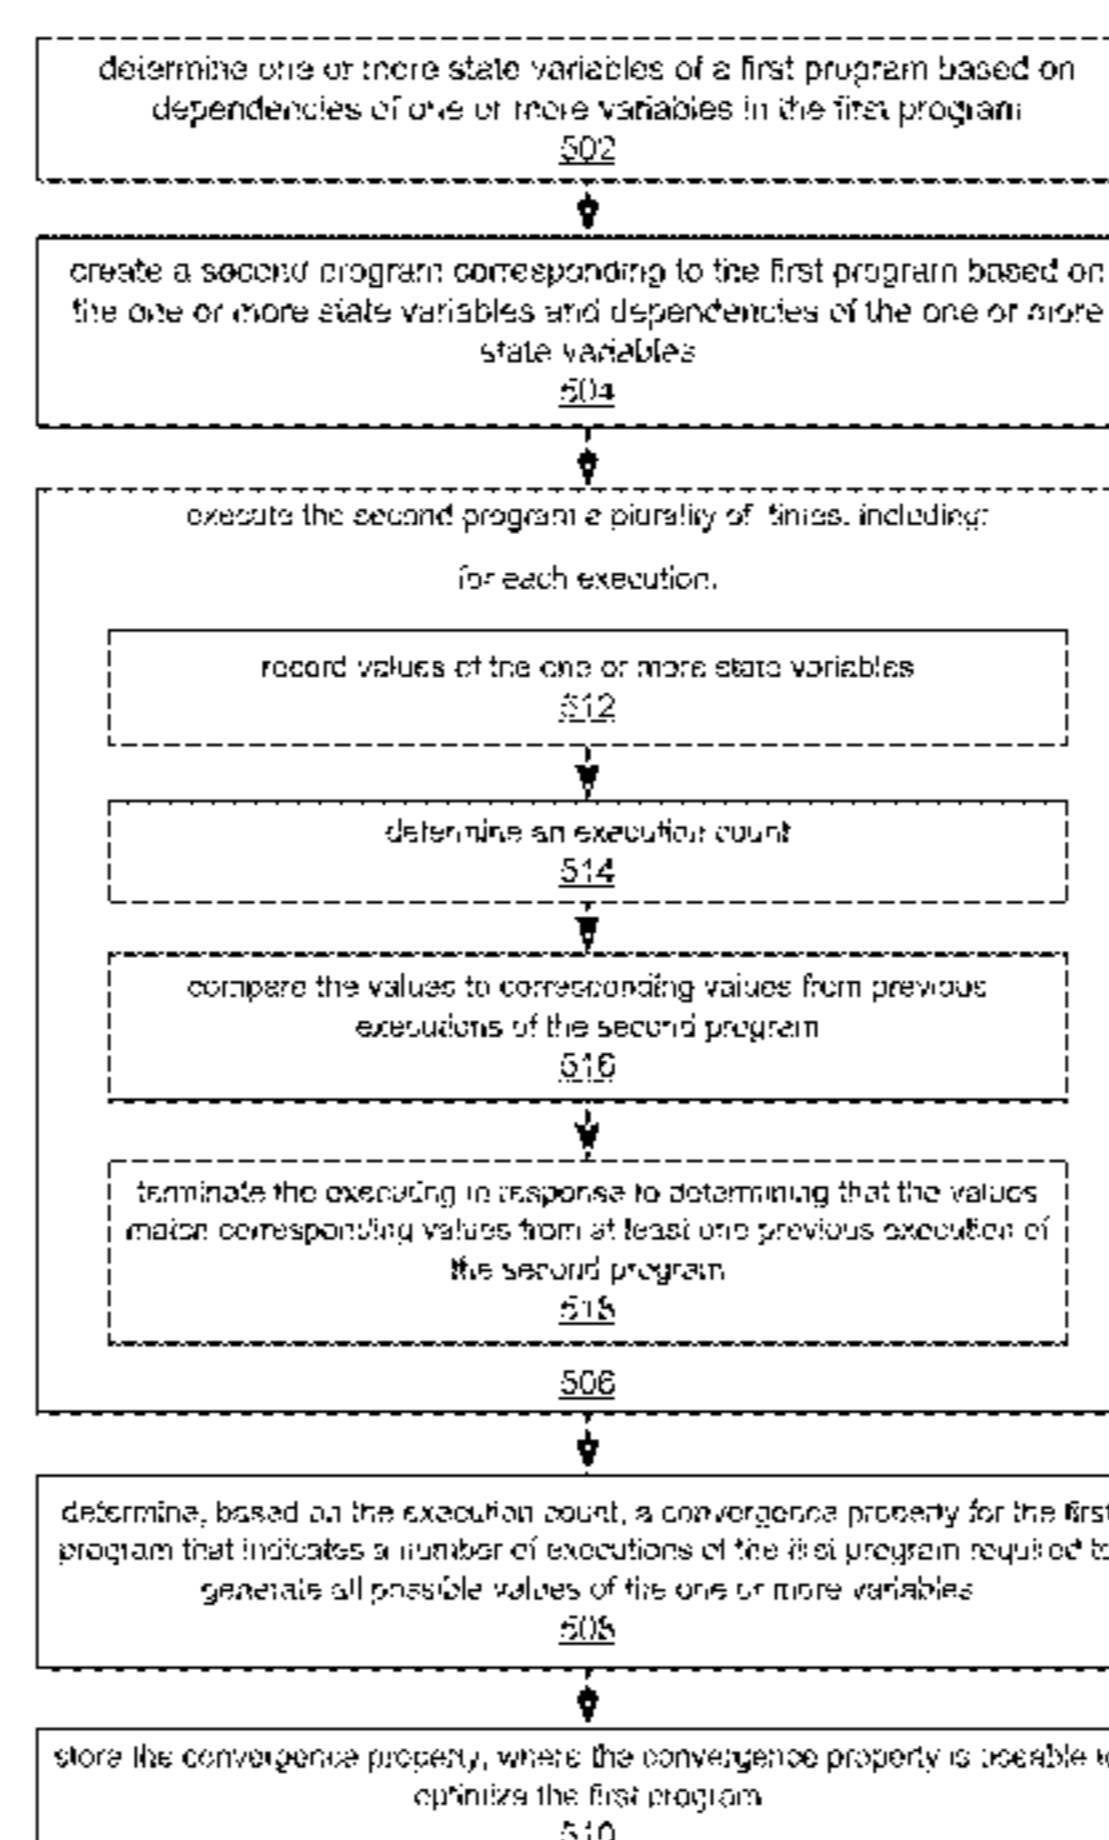 determine one or more state variables of a first program based on
dependencies of one or more variables in the first program
502
create a second program corresponding to the first program based on
the one or more state variables and dependencies of the one or more
state variables
504
execute the second program a plurality of times, including:
for each execution,
record values of the one or more state variables
512
determine an execution count
514
compare the values to corresponding values from previous
executions of the second program
516
terminate the executing in response to determining that the values
match corresponding values from at least one previous execution of
the second program
518
506
determine, based on the execution count, a convergence property for the first
program that indicates a number of executions of the first program required to
generate all possible values of the one or more variables
508
store the convergence property, where the convergence property is useable
optimize the first program
510